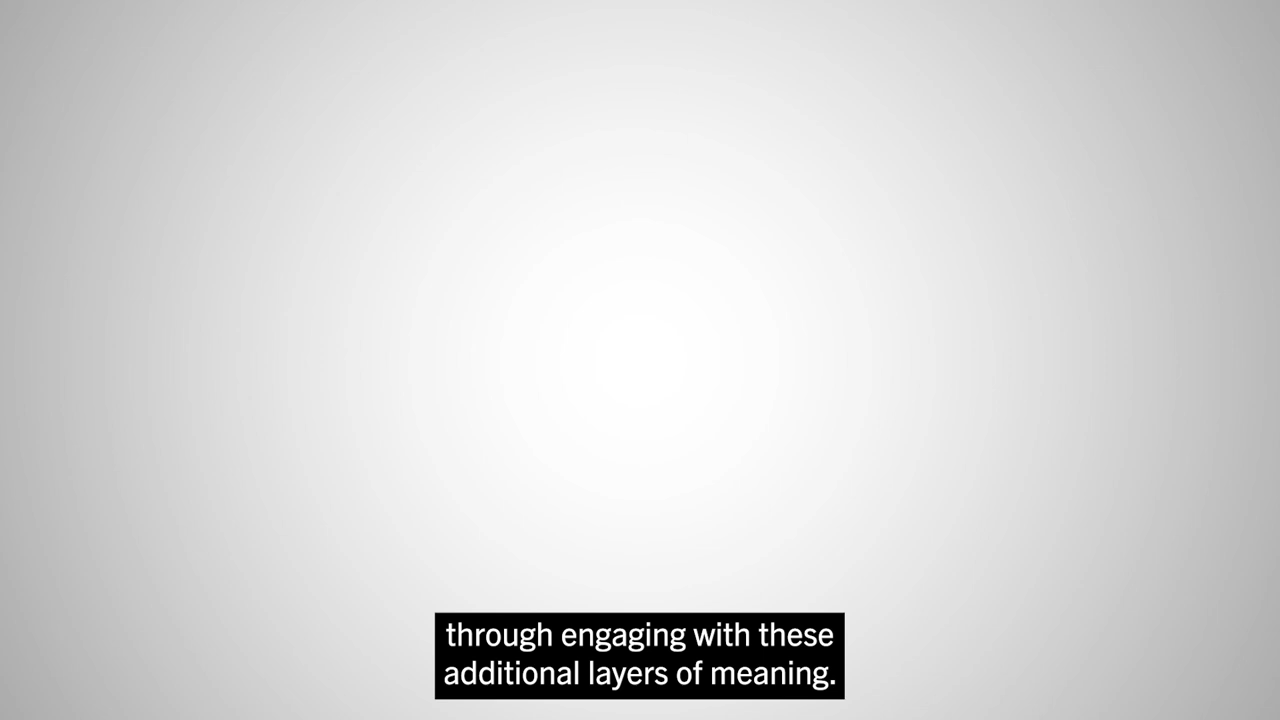 through engaging with these
additional layers of meaning.